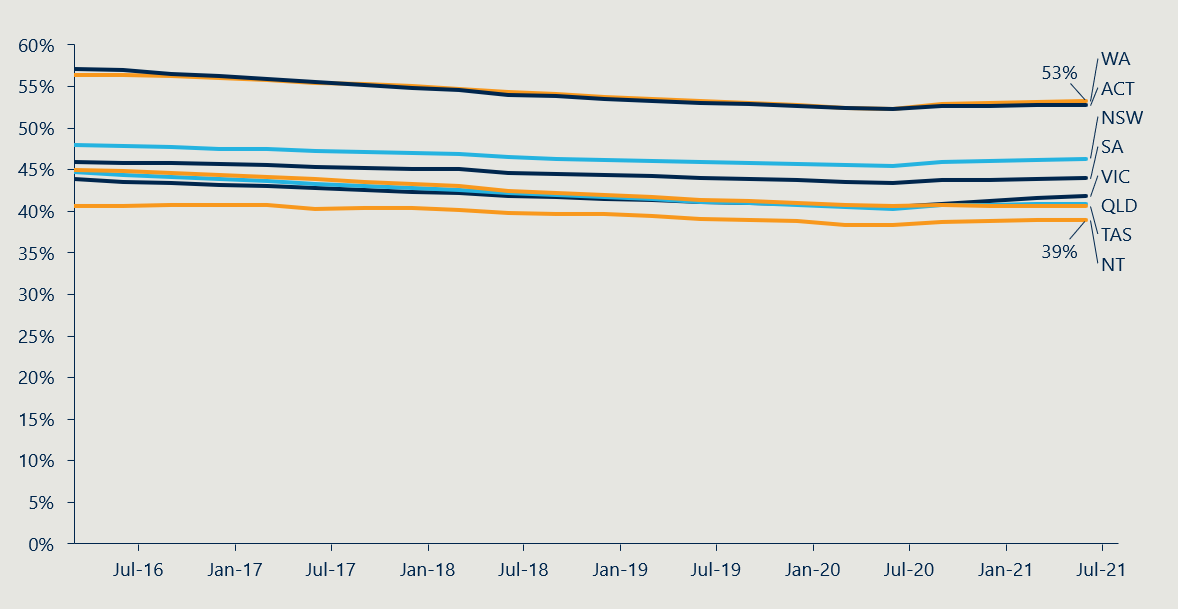 60%
55%
50%
45%
40%
35%
30%
25%
20%
15%
10%
5%
0%
53%
39%
WA
ACT
NSW
SA
VIC
QLD
TAS
NT
Jul-16 Jan-17 Jul-17 Jan-18 Jul-18 Jan-19 Jul-19 Jan-20 Jul-20 Jan-21 Jul-21